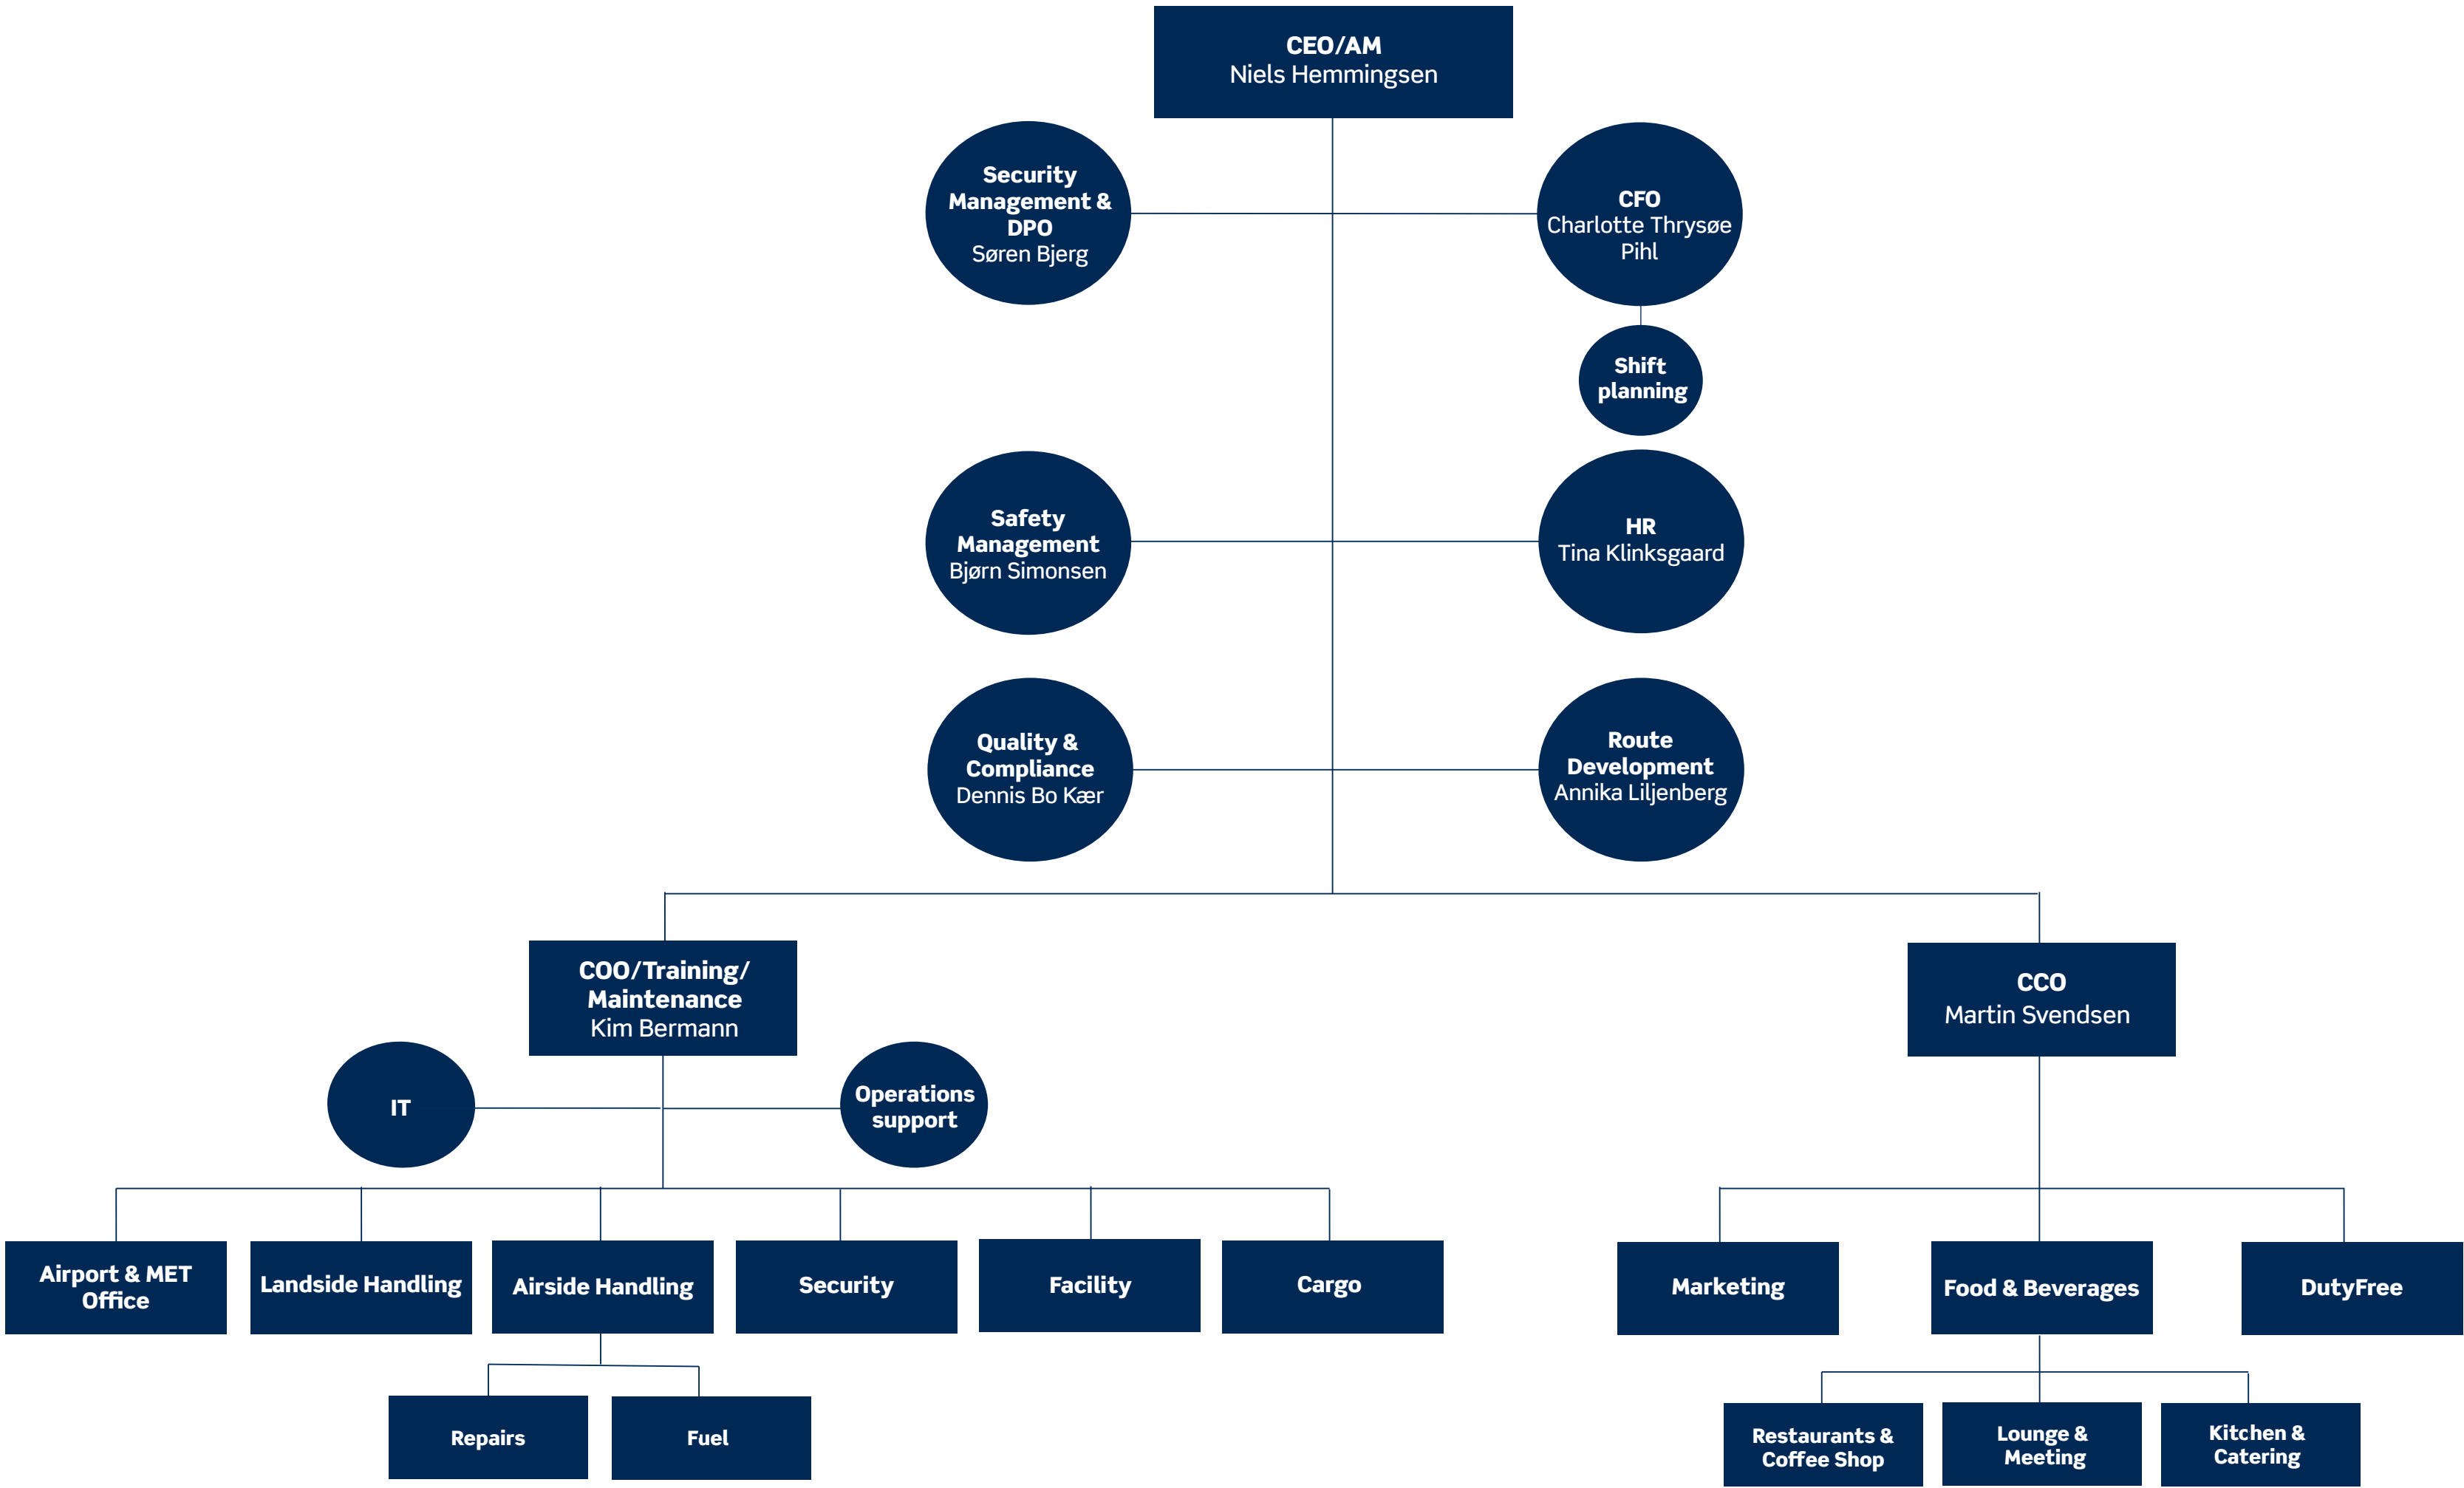 CEO/AM
Niels Hemmingsen
Security
Management &
DPO
Søren Bjerg
CFO
Charlotte Thrysøe
Pihl
Shift
planning
Safety
Management
Bjørn Simonsen
HR
Tina Klinksgaard
Quality &
Compliance
Dennis Bo Kær
Route
Development
Annika Liljenberg
COO/Training/
Maintenance
Kim Bermann
CCO
Martin Svendsen
IT
Operations
support
Airport & MET
Office
Landside Handling
Airside Handling
Security
Facility
Cargo
Marketing
Food & Beverages
DutyFree
Repairs
Fuel
Restaurants &
Coffee Shop
Lounge &
Meeting
Kitchen &
Catering